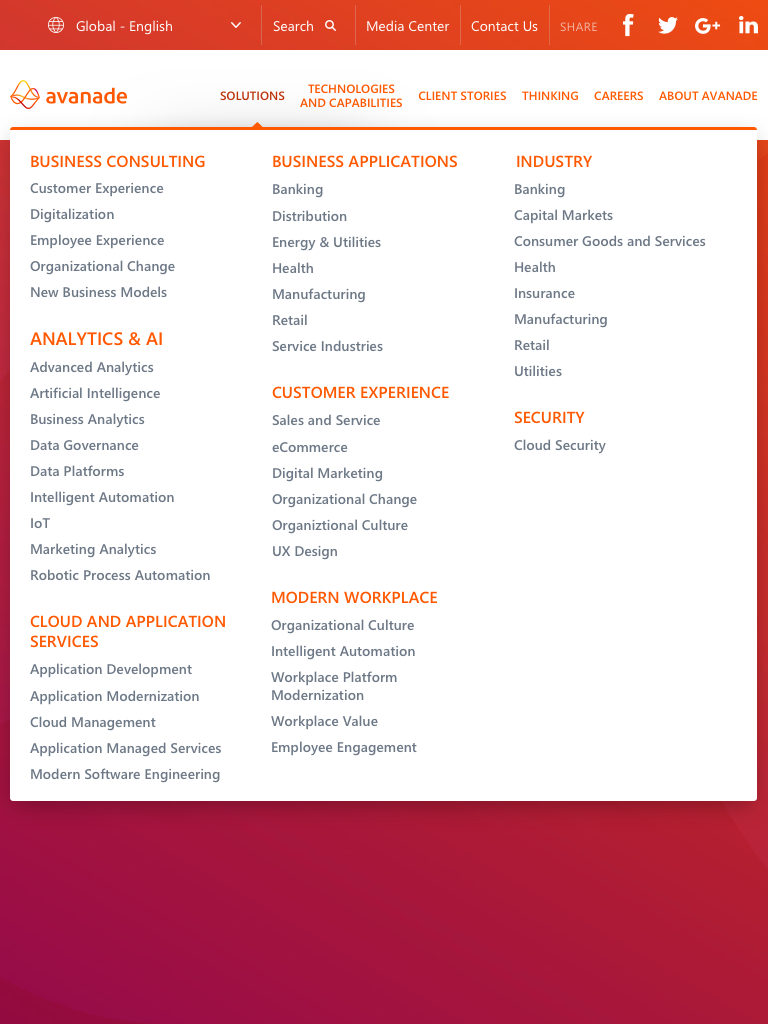 Global - English
Search
Media Center
Contact Us
SHARE
f
G+
in
avanade
SOLUTIONS
TECHNOLOGIES
AND CAPABILITIES
CLIENT STORIES
THINKING
CAREERS
ABOUT AVANADE
BUSINESS CONSULTING
Customer Experience
Digitalization
Employee Experience
Organizational Change
New Business Models
ANALYTICS & AI
Advanced Analytics
Artificial Intelligence
Business Analytics
Data Governance
Data Platforms
Intelligent Automation
IoT
Marketing Analytics
Robotic Process Automation
CLOUD AND APPLICATION
SERVICES
Application Development
Application Modernization
Cloud Management
Application Managed Services
Modern Software Engineering
BUSINESS APPLICATIONS
Banking
Distribution
Energy & Utilities
Health
Manufacturing
Retail
Service Industries
CUSTOMER EXPERIENCE
Sales and Service
eCommerce
Digital Marketing
Organizational Change
Organiztional Culture
UX Design
MODERN WORKPLACE
Organizational Culture
Intelligent Automation
Workplace Platform
Modernization
Workplace Value
Employee Engagement
INDUSTRY
Banking
Capital Markets
Consumer Goods and Services
Health
Insurance
Manufacturing
Retail
Utilities
SECURITY
Cloud Security